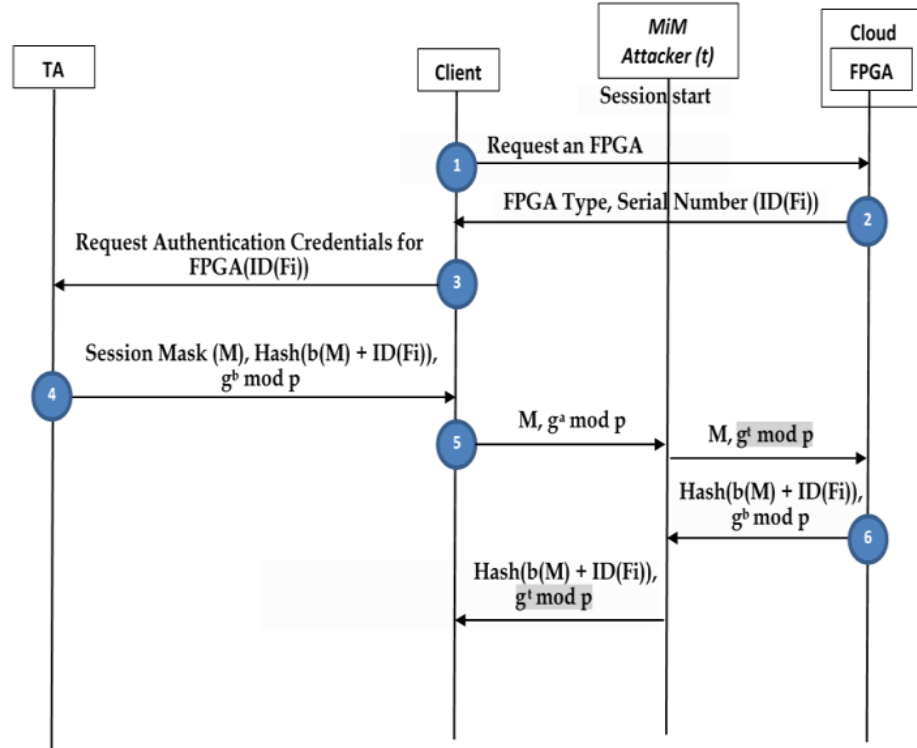 TA
Client
MiM
Attacker (t)
Cloud
FPGA
Session start
Request an FPGA
1
FPGA Type, Serial Number (ID(Fi))
2
Request Authentication Credentials for
FPGA(ID(Fi))
3
Session Mask (M), Hash(b(M) + ID(Fi)),
gᵇ mod p
4
5
M, gᵃ mod p
M, gᵗ mod p
Hash(b(M) + ID(Fi)),
gᵇ mod p
6
Hash(b(M) + ID(Fi)),
gᵗ mod p